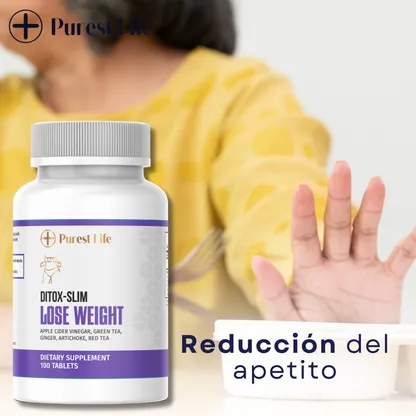 Purest Life
Purest Life
DITOX-SLIM
LOSE WEIGHT
APPLE CIDER VINEGAR, GREEN TEA,
GINGER, ARTICHOKE, RED TEA
DIETARY SUPPLEMENT
100 TABLETS
Reducción del
apetito